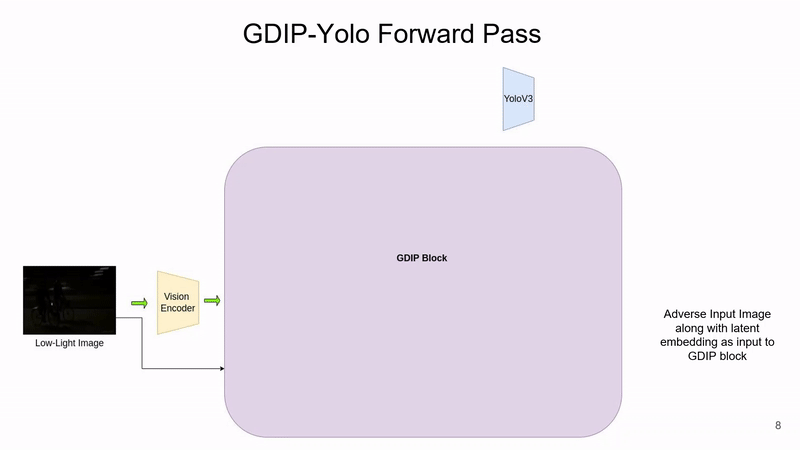 GDIP-Yolo Forward Pass
YoloV3
GDIP Block
Vision
Encoder
Low-Light Image
Adverse Input Image
along with latent
embedding as input to
GDIP block
8